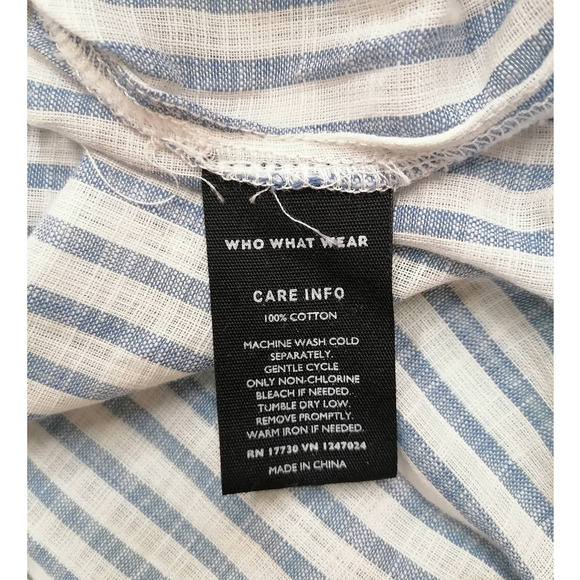 WHO WHAT WEAR
CARE INFO
100% COTTON
MACHINE WASH COLD
SEPARATELY.
GENTLE CYCLE
ONLY NON-CHLORINE
BLEACH IF NEEDED.
TUMBLE DRY LOW.
REMOVE PROMPTLY.
WARM IRON IF NEEDED.
RN 17730 VN 1247024
MADE IN CHINA